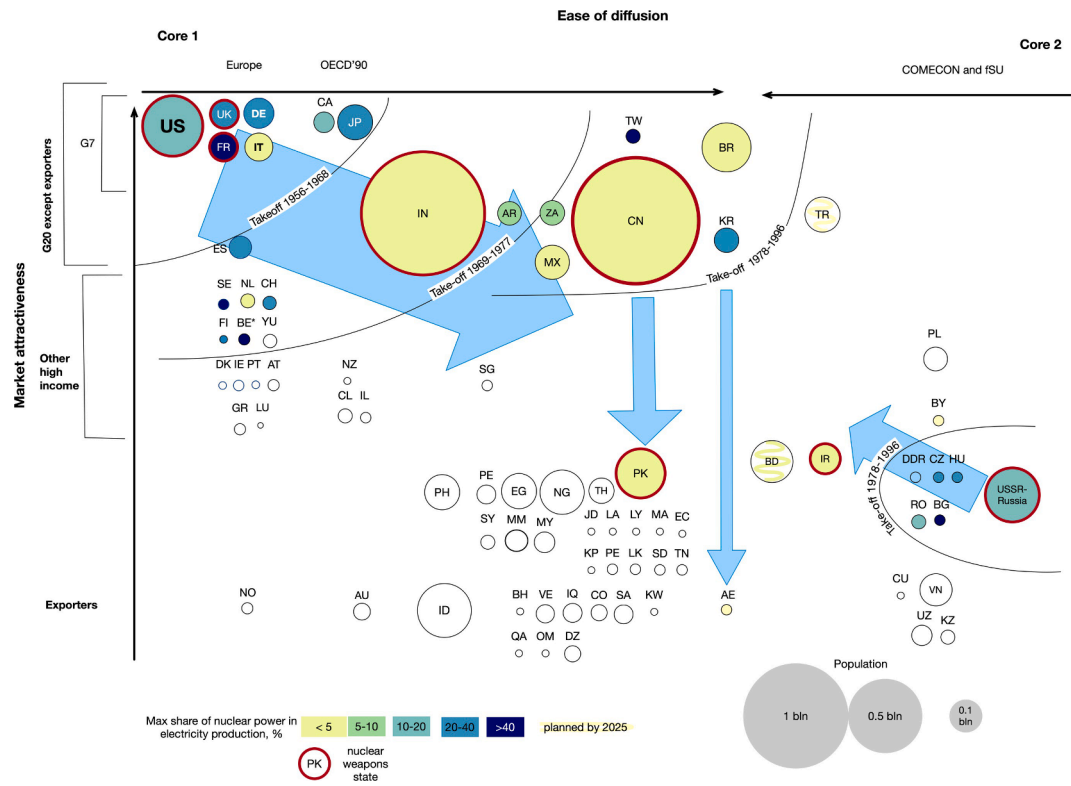 Ease of diffusion
Core 1
Core 2
Europe
OECD'90
COMECON and fSU
Market attractiveness
G20 except exporters
G7
Other high income
Exporters
US
UK
DE
FR
IT
CA
JP
TW
BR
Takeoff 1956-1968
IN
AR
ZA
CN
KR
TR
ES
MX
Take-off 1969-1977
Take-off 1978-1996
SE NL CH
FI BE* YU
DK IE PT AT
GR LU
NZ
CL IL
SG
PL
BY
DDR CZ HU
RO BG
USSR-
Russia
Take-off 1978-1996
PK
BD
IR
PH
PE
EG
NG
TH
SY MM MY
JD LA LY MA EC
KP PE LK SD TN
NO
AU
ID
BH VE IQ CO SA KW
AE
QA OM DZ
CU
VN
UZ KZ
Population
1 bln
0.5 bln
0.1
bln
Max share of nuclear power in
electricity production, %
< 5
5-10
10-20
20-40
>40
planned by 2025
PK
nuclear
weapons
state